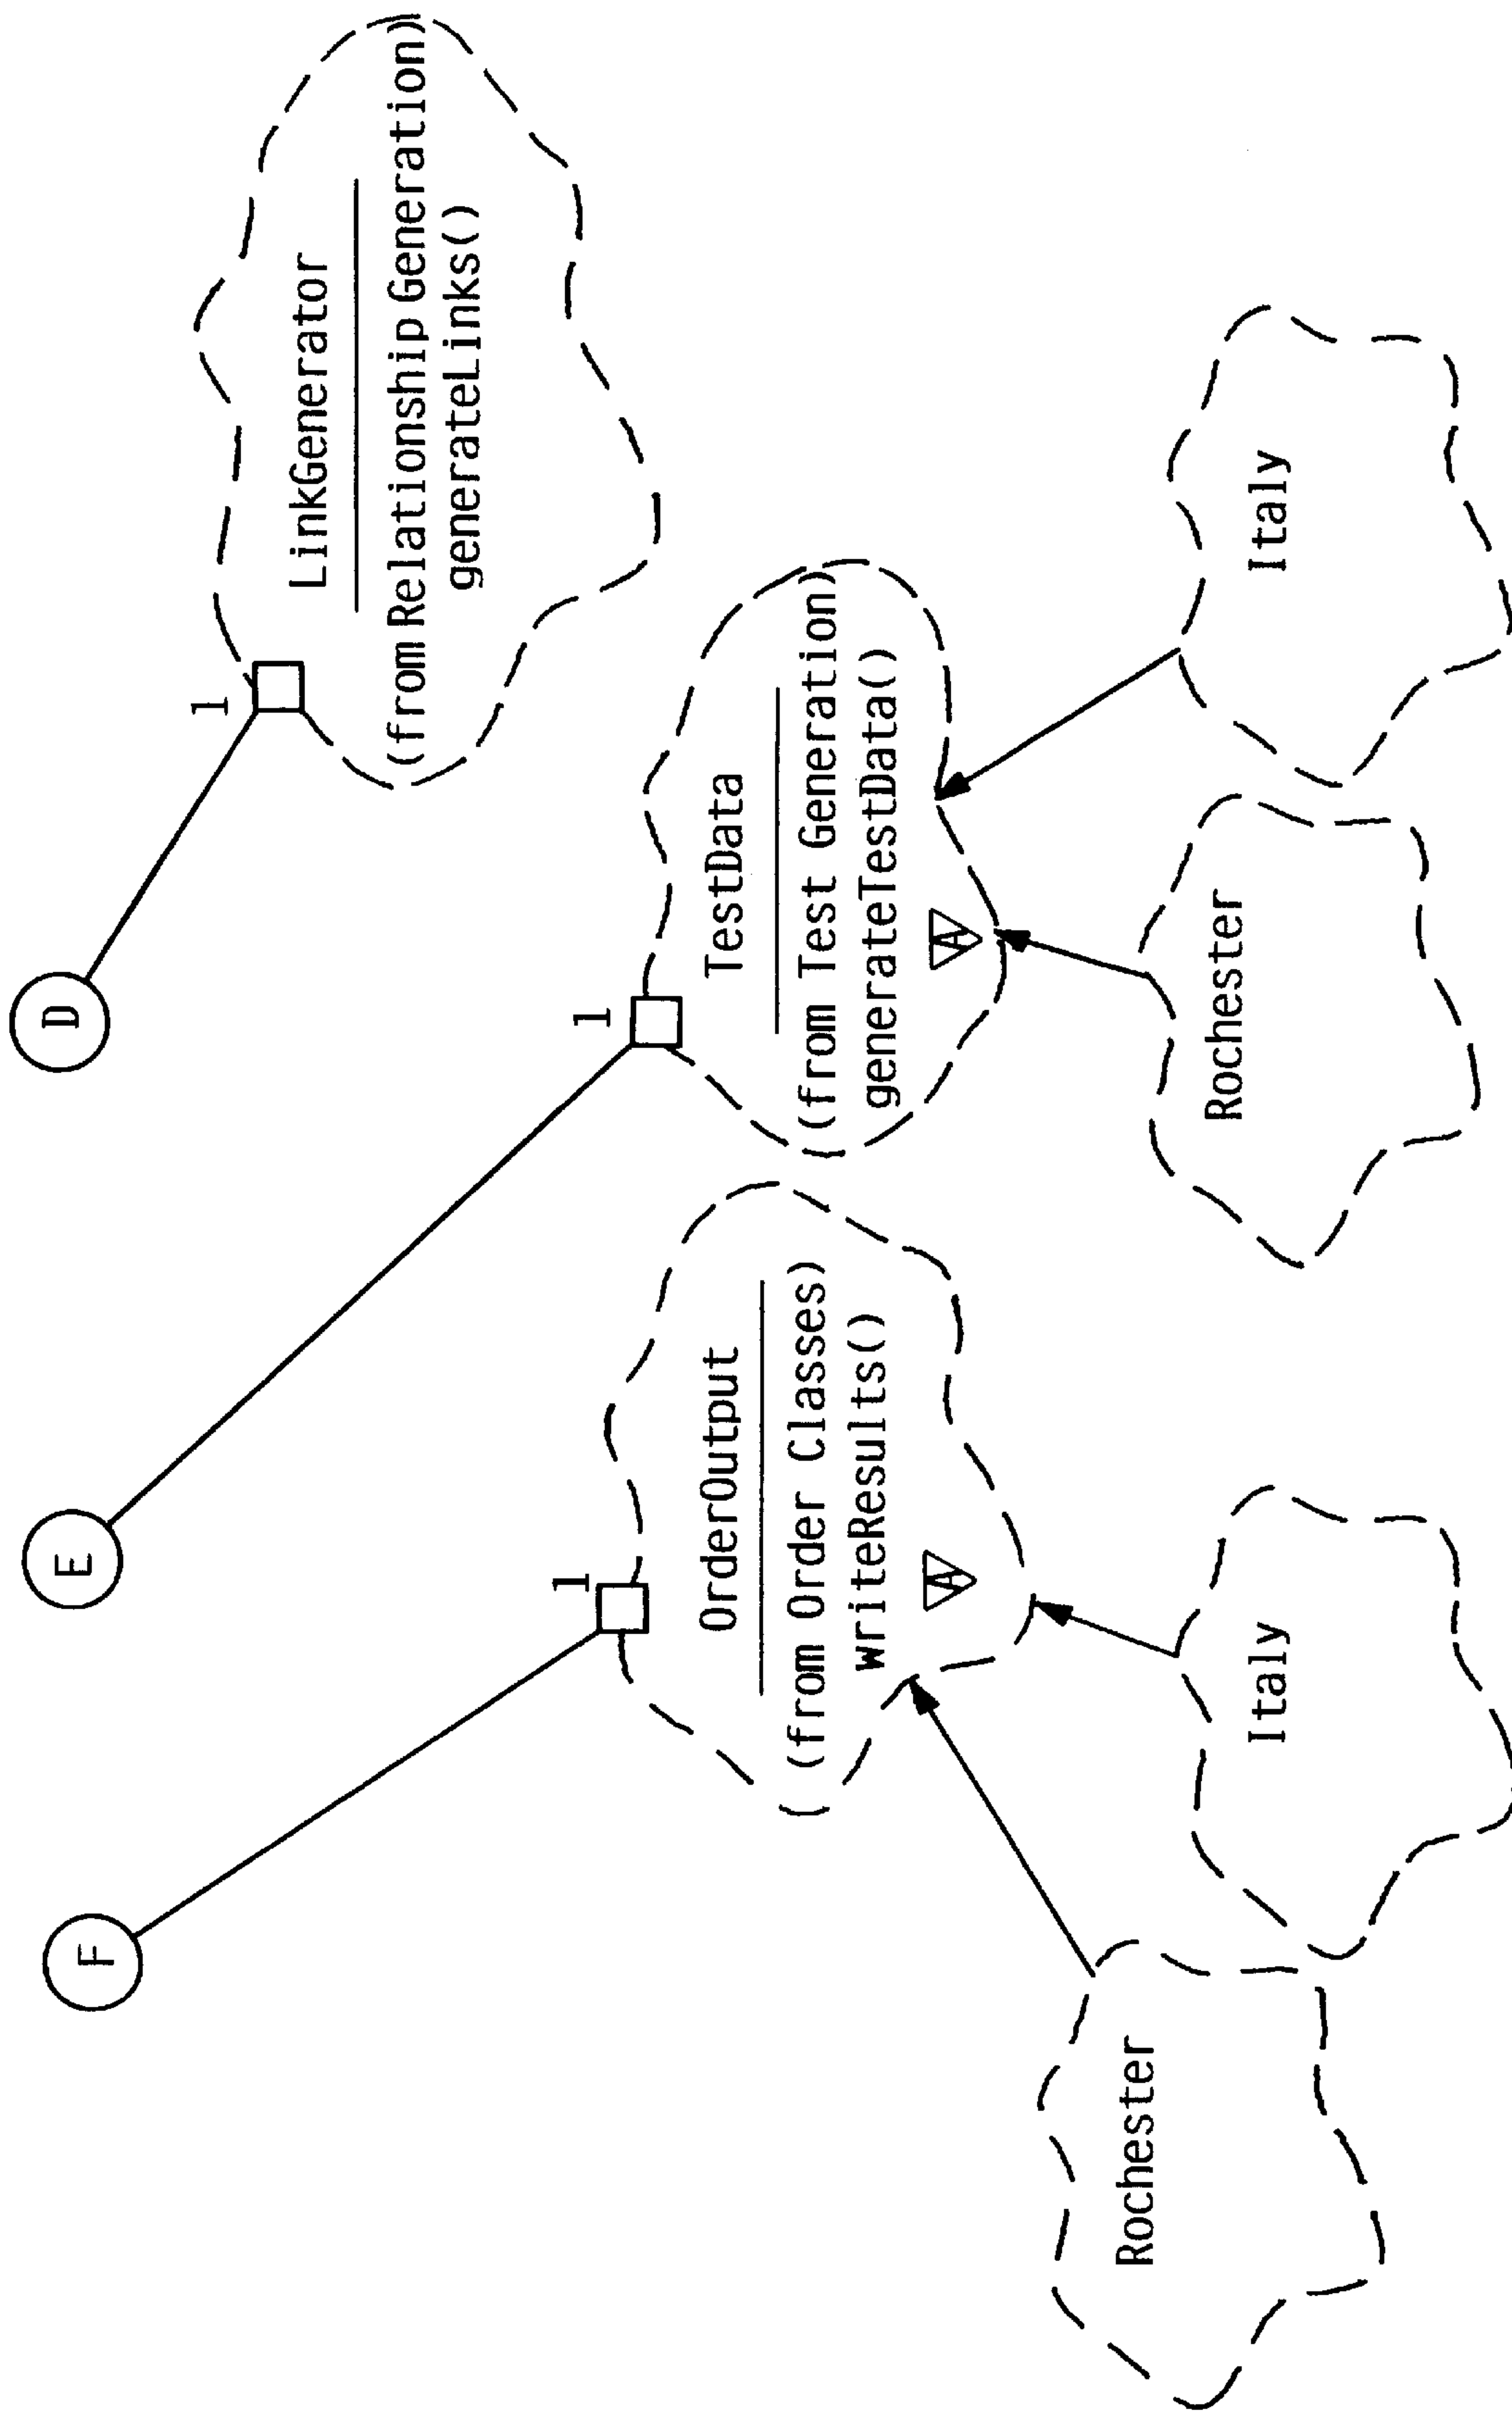 F
E
D
1
LinkGenerator
(from Relationship Generation)
generateLinks()
1
OrderOutput
(from Order Classes)
writeResults()
A
1
TestData
(from Test Generation)
generateTestData()
A
Rochester
Italy
Rochester
Italy